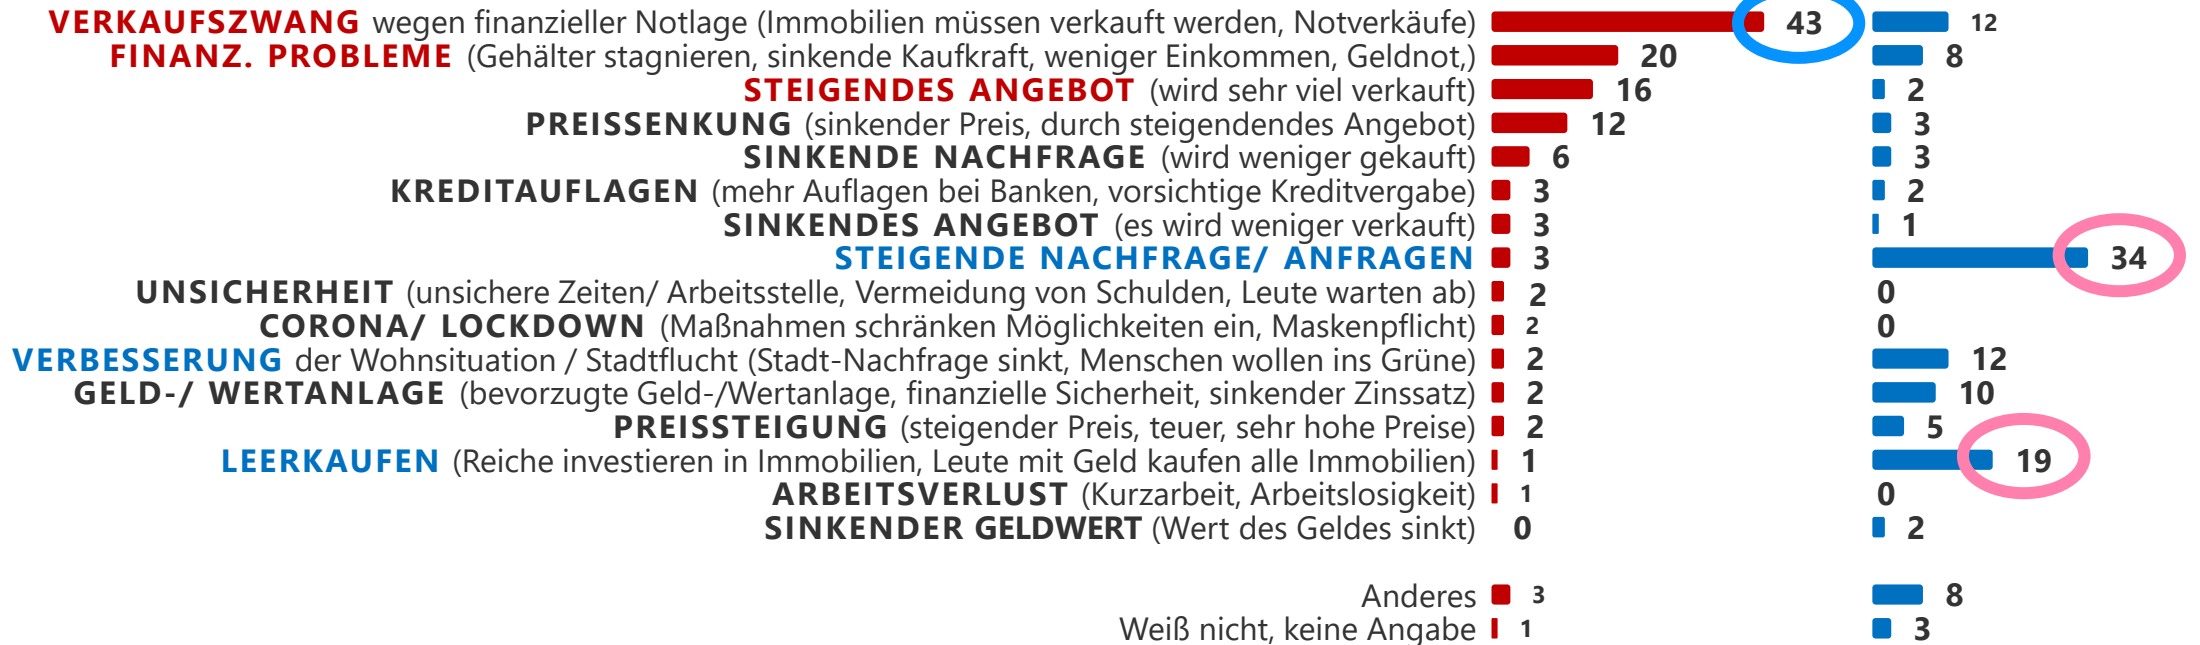 VERKAUFSZWANG wegen finanzieller Notlage (Immobilien müssen verkauft werden, Notverkäufe) 43 12
FINANZ. PROBLEME (Gehälter stagnieren, sinkende Kaufkraft, weniger Einkommen, Geldnot,) 20 8
STEIGENDES ANGEBOT (wird sehr viel verkauft) 16 2
PREISSENKUNG (sinkender Preis, durch steigendendes Angebot) 12 3
SINKENDE NACHFRAGE (wird weniger gekauft) 6 3
KREDITAUFLAGEN (mehr Auflagen bei Banken, vorsichtige Kreditvergabe) 3 2
SINKENDES ANGEBOT (es wird weniger verkauft) 3 1
STEIGENDE NACHFRAGE/ ANFRAGEN 3 34
UNSICHERHEIT (unsichere Zeiten/ Arbeitsstelle, Vermeidung von Schulden, Leute warten ab) 2 0
CORONA/ LOCKDOWN (Maßnahmen schränken Möglichkeiten ein, Maskenpflicht) 2 0
VERBESSERUNG der Wohnsituation / Stadtflucht (Stadt-Nachfrage sinkt, Menschen wollen ins Grüne) 2 12
GELD-/ WERTANLAGE (bevorzugte Geld-/Wertanlage, finanzielle Sicherheit, sinkender Zinssatz) 2 10
PREISSTEIGUNG (steigender Preis, teuer, sehr hohe Preise) 2 5
LEERKAUFEN (Reiche investieren in Immobilien, Leute mit Geld kaufen alle Immobilien) 1 19
ARBEITSVERLUST (Kurzarbeit, Arbeitslosigkeit) 1 0
SINKENDER GELDWERT (Wert des Geldes sinkt) 0 2
Anderes 3 8
Weiß nicht, keine Angabe 1 3